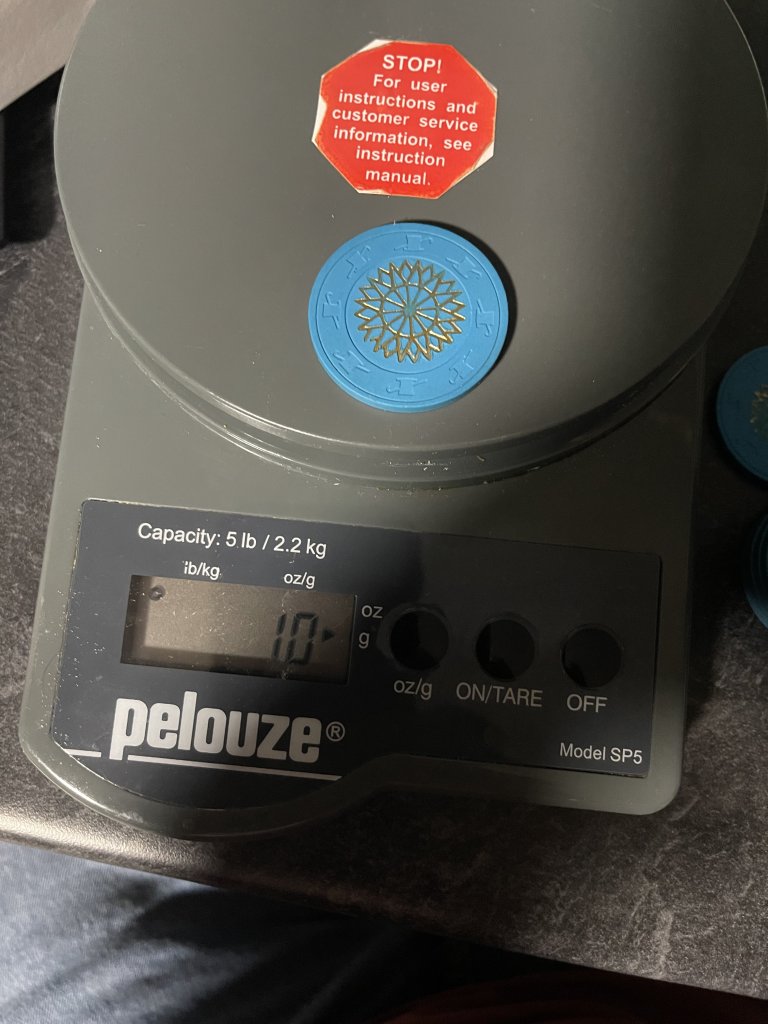 STOP!
For user
instructions and
customer service
information, see
instruction
manual.
Capacity: 5 lb / 2.2 kg
lb/kg oz/g
10
oz
g
oz/g ON/TARE OFF
pelouze®
Model SP5